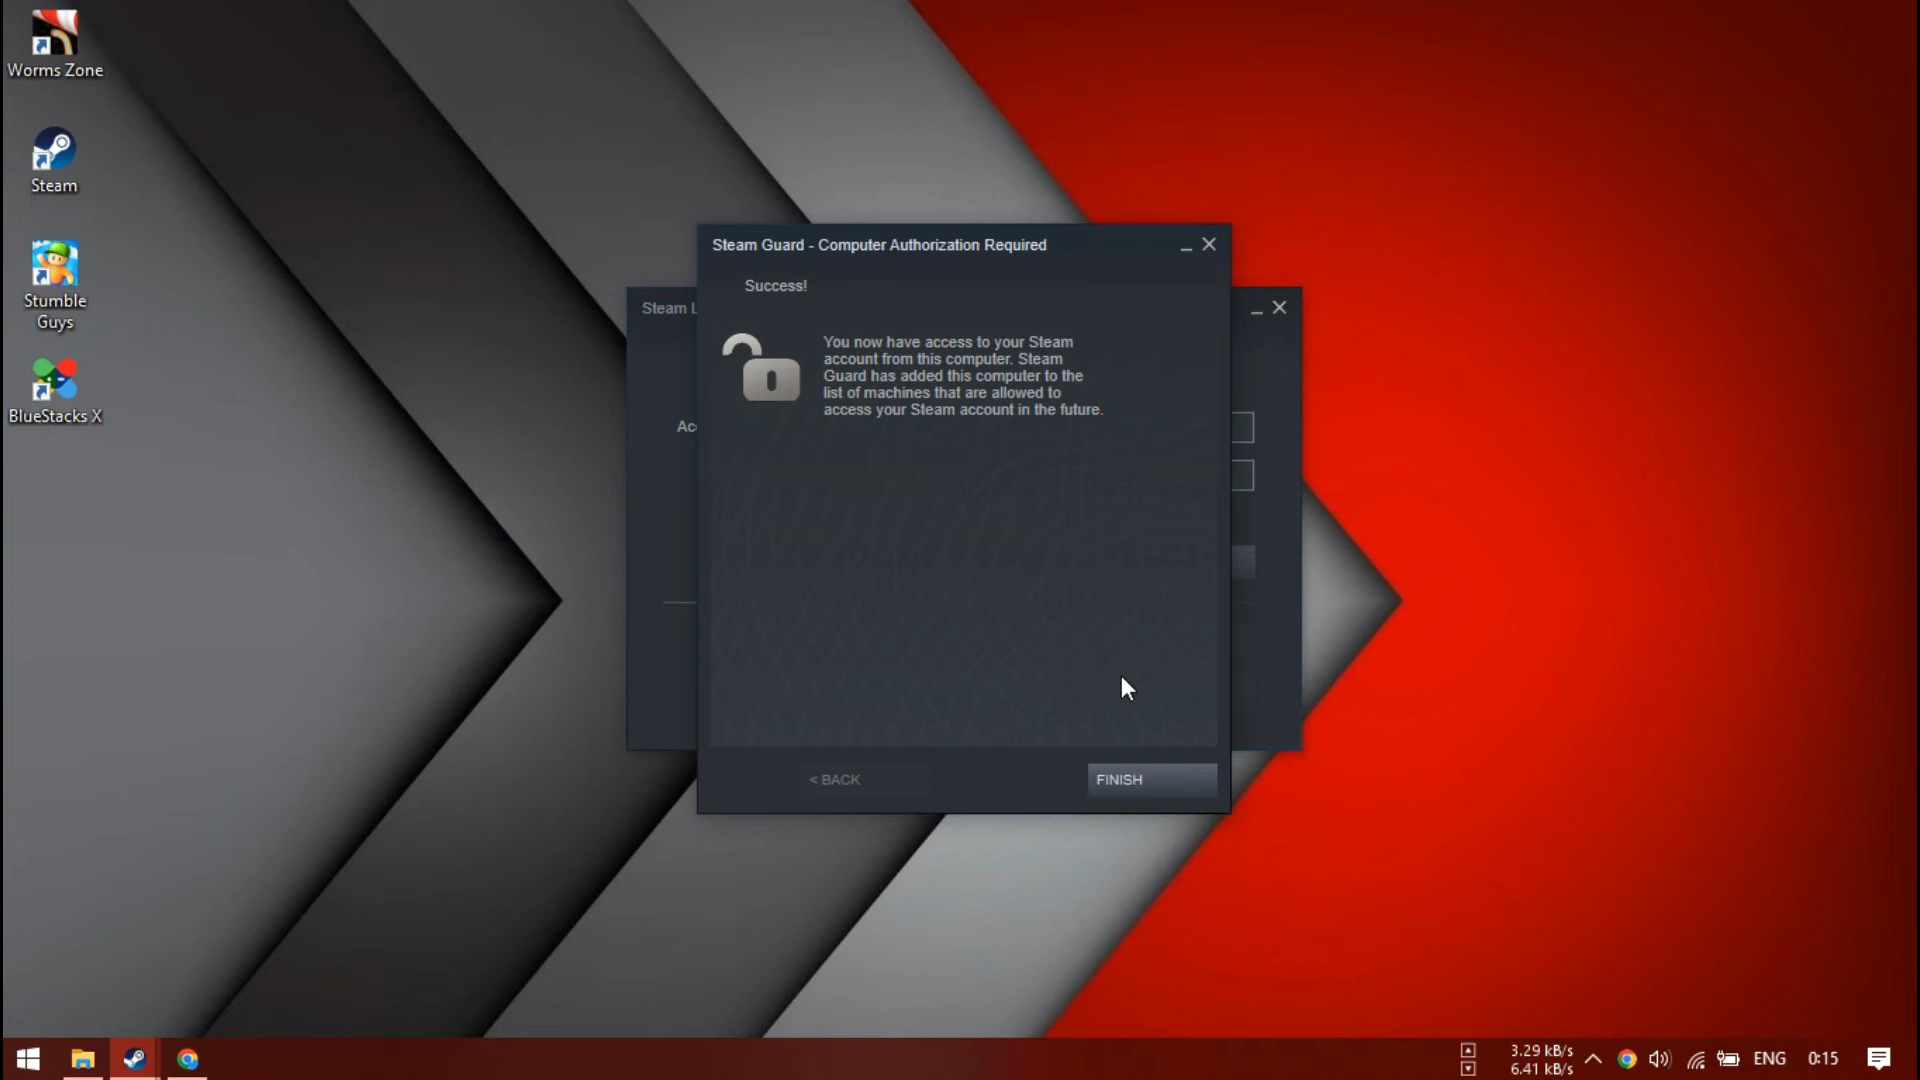 Worms Zone
Steam
Stumble
Guys
BlueStacks X
Steam Guard - Computer Authorization Required
Success!
Steam L
You now have access to your Steam
account from this computer. Steam
Guard has added this computer to the
list of machines that are allowed to
access your Steam account in the future.
Acc
< BACK
FINISH
3.29 kB/s
6.41 kB/s
ENG
0:15